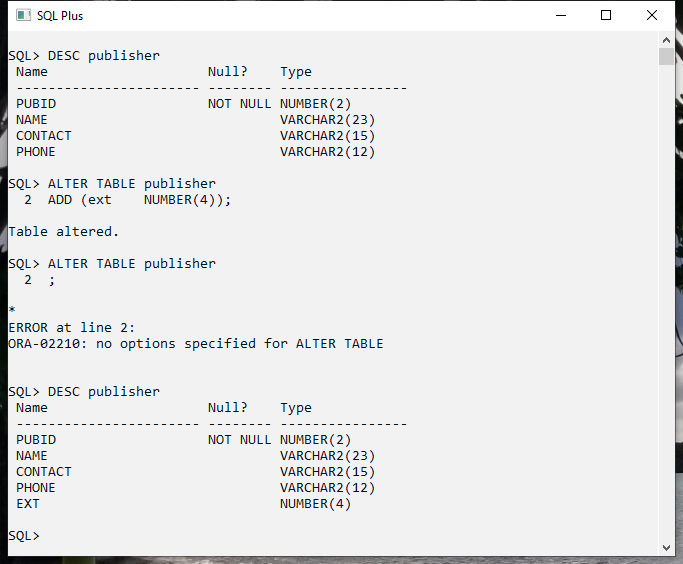 SQL Plus
SQL> DESC publisher
 Name                    Null?    Type
 ----------------------- -------- ----------------
 PUBID                   NOT NULL NUMBER(2)
 NAME                             VARCHAR2(23)
 CONTACT                          VARCHAR2(15)
 PHONE                            VARCHAR2(12)
SQL> ALTER TABLE publisher
  2  ADD (ext    NUMBER(4));
Table altered.
SQL> ALTER TABLE publisher
  2  ;
*
ERROR at line 2:
ORA-02210: no options specified for ALTER TABLE
SQL> DESC publisher
 Name                    Null?    Type
 ----------------------- -------- ----------------
 PUBID                   NOT NULL NUMBER(2)
 NAME                             VARCHAR2(23)
 CONTACT                          VARCHAR2(15)
 PHONE                            VARCHAR2(12)
 EXT                              NUMBER(4)
SQL>